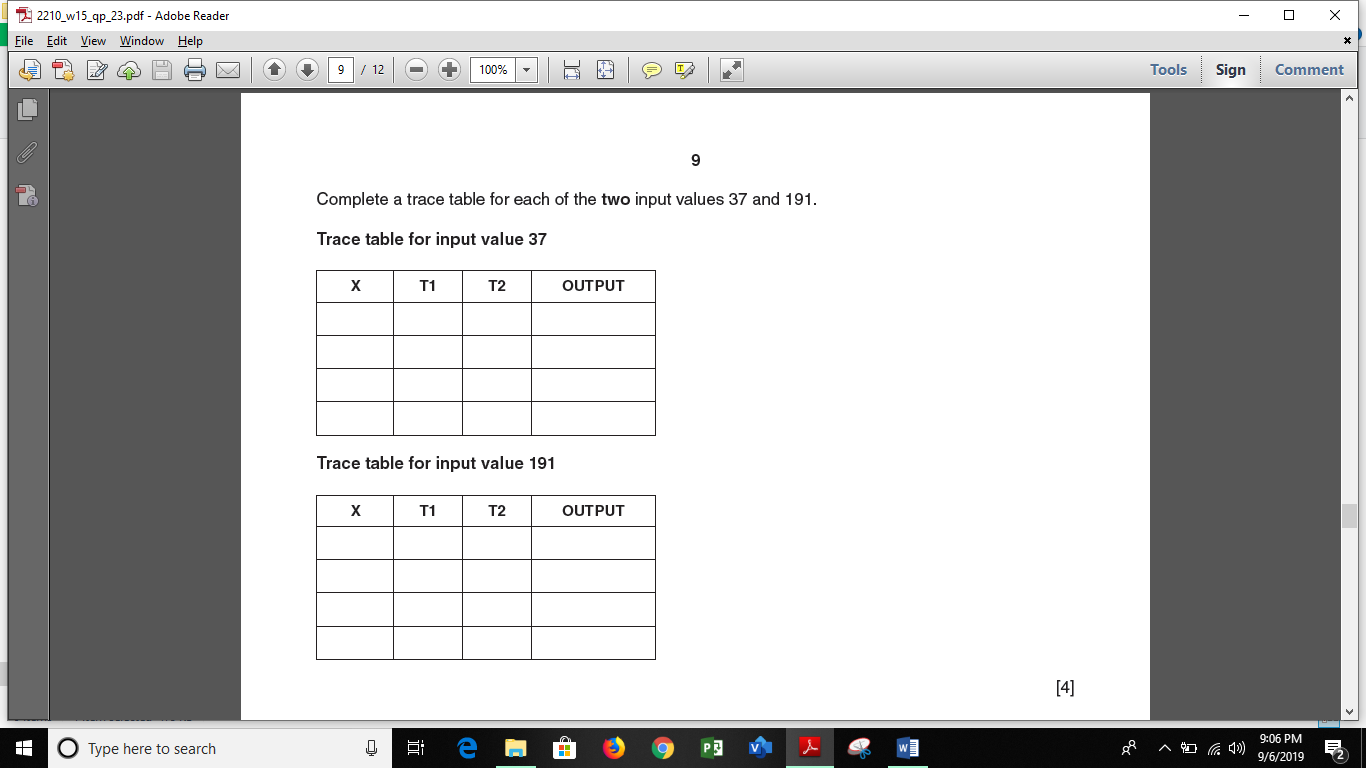 2210_w15_qp_23.pdf - Adobe Reader
File Edit View Window Help
9 / 12 100% Tools Sign Comment
9
Complete a trace table for each of the two input values 37 and 191.
Trace table for input value 37
X T1 T2 OUTPUT
Trace table for input value 191
X T1 T2 OUTPUT
[4]
Type here to search
9:06 PM
9/6/2019
2